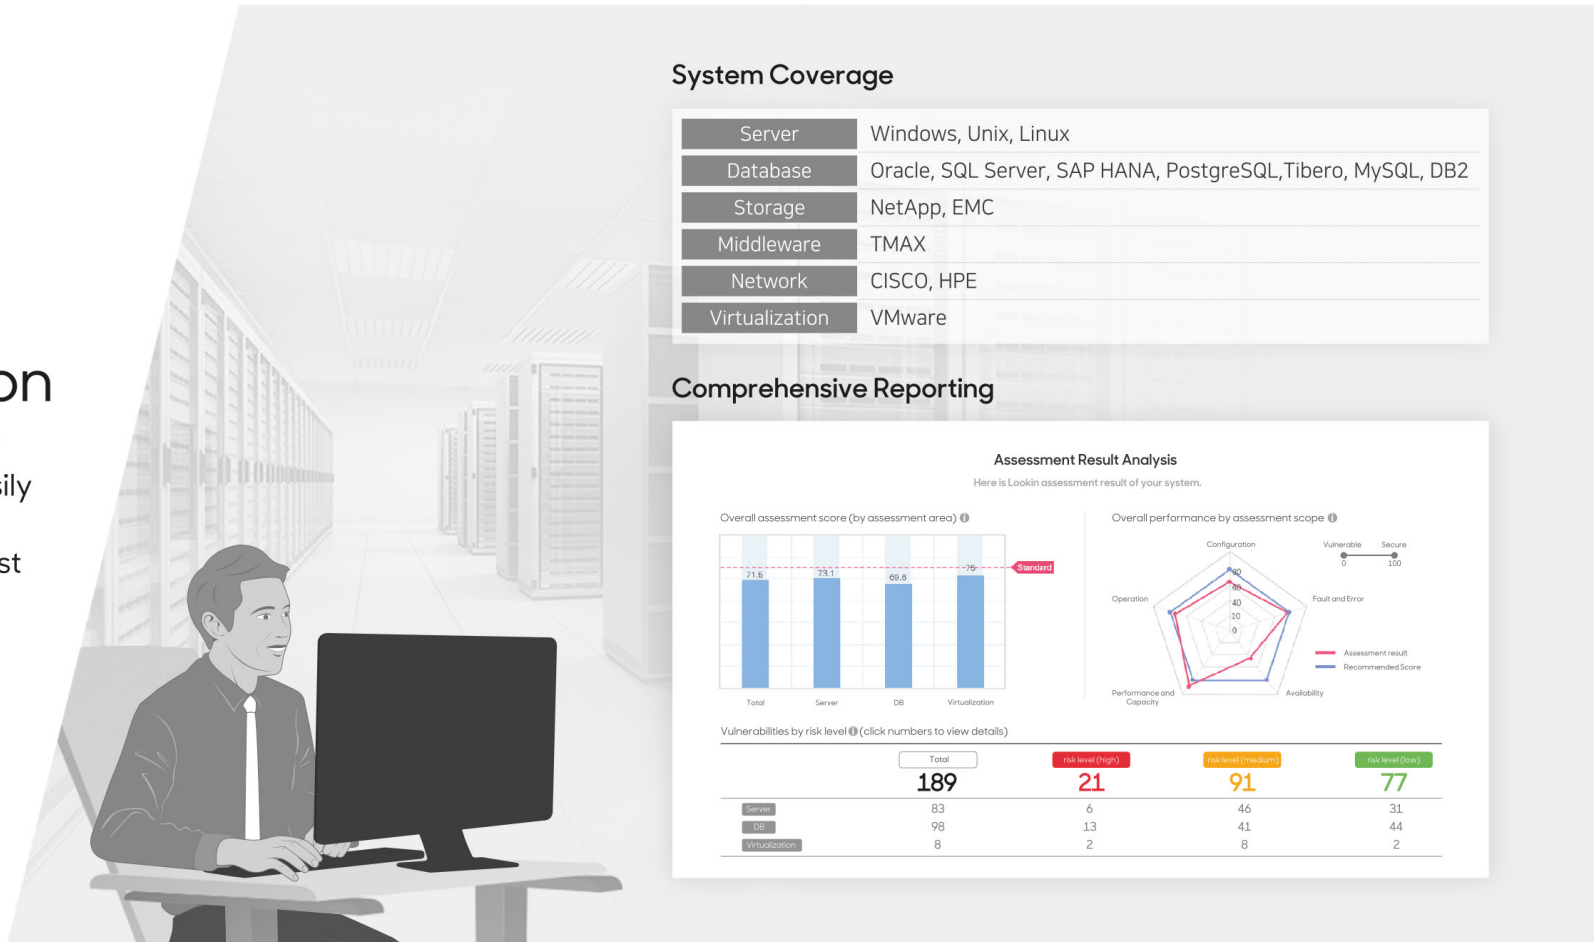 on
sily
st
System Coverage
Server Windows, Unix, Linux
Database Oracle, SQL Server, SAP HANA, PostgreSQL,Tibero, MySQL, DB2
Storage NetApp, EMC
Middleware TMAX
Network CISCO, HPE
Virtualization VMware
Comprehensive Reporting
Assessment Result Analysis
Here is Lookin assessment result of your system.
Overall assessment score (by assessment area)
71.5 73.1 69.6 75
Standard
Total Server DB Virtualization
Overall performance by assessment scope
Configuration
Vulnerable Secure
0 100
Operation
Fault and Error
80
60
40
20
0
Assessment result
Recommended Score
Performance and
Capacity
Availability
Vulnerabilities by risk level (click numbers to view details)
Total risk level (high) risk level (medium) risk level (low)
189 21 91 77
Server 83 6 46 31
DB 98 13 41 44
Virtualization 8 2 8 2